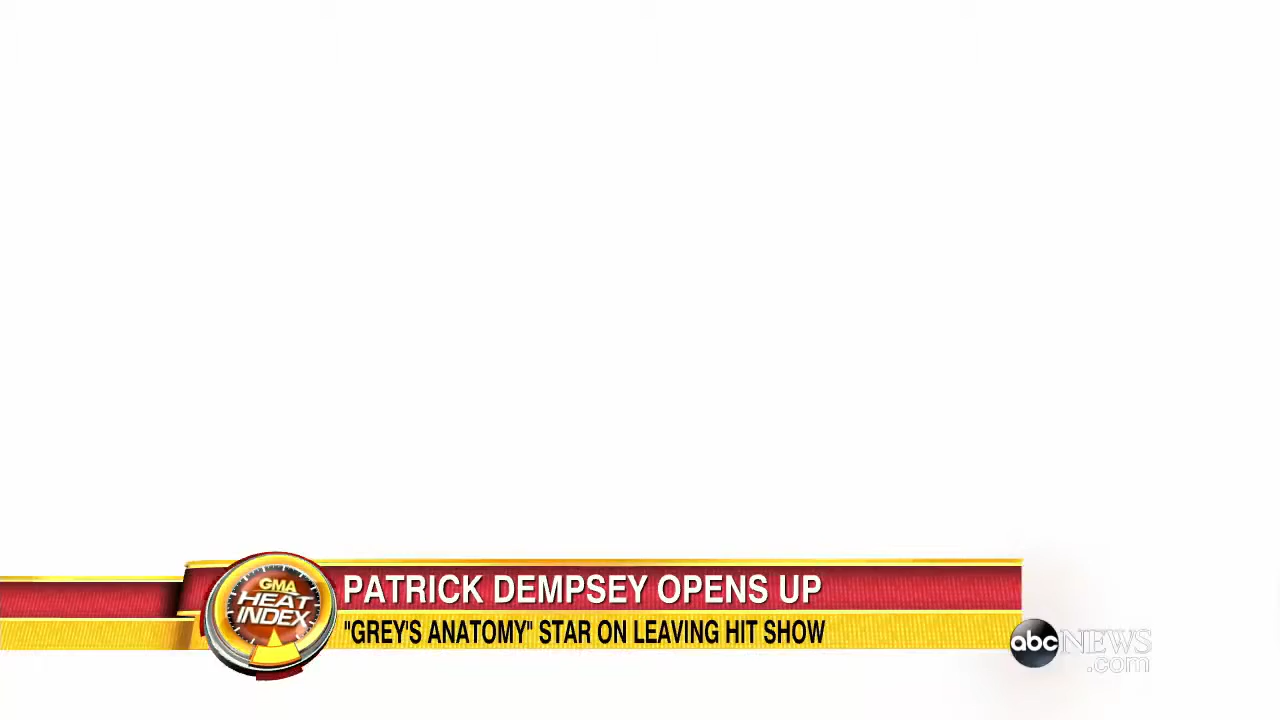 GMA
HEAT
INDEX
PATRICK DEMPSEY OPENS UP
"GREY'S ANATOMY" STAR ON LEAVING HIT SHOW
abc NEWS
.com